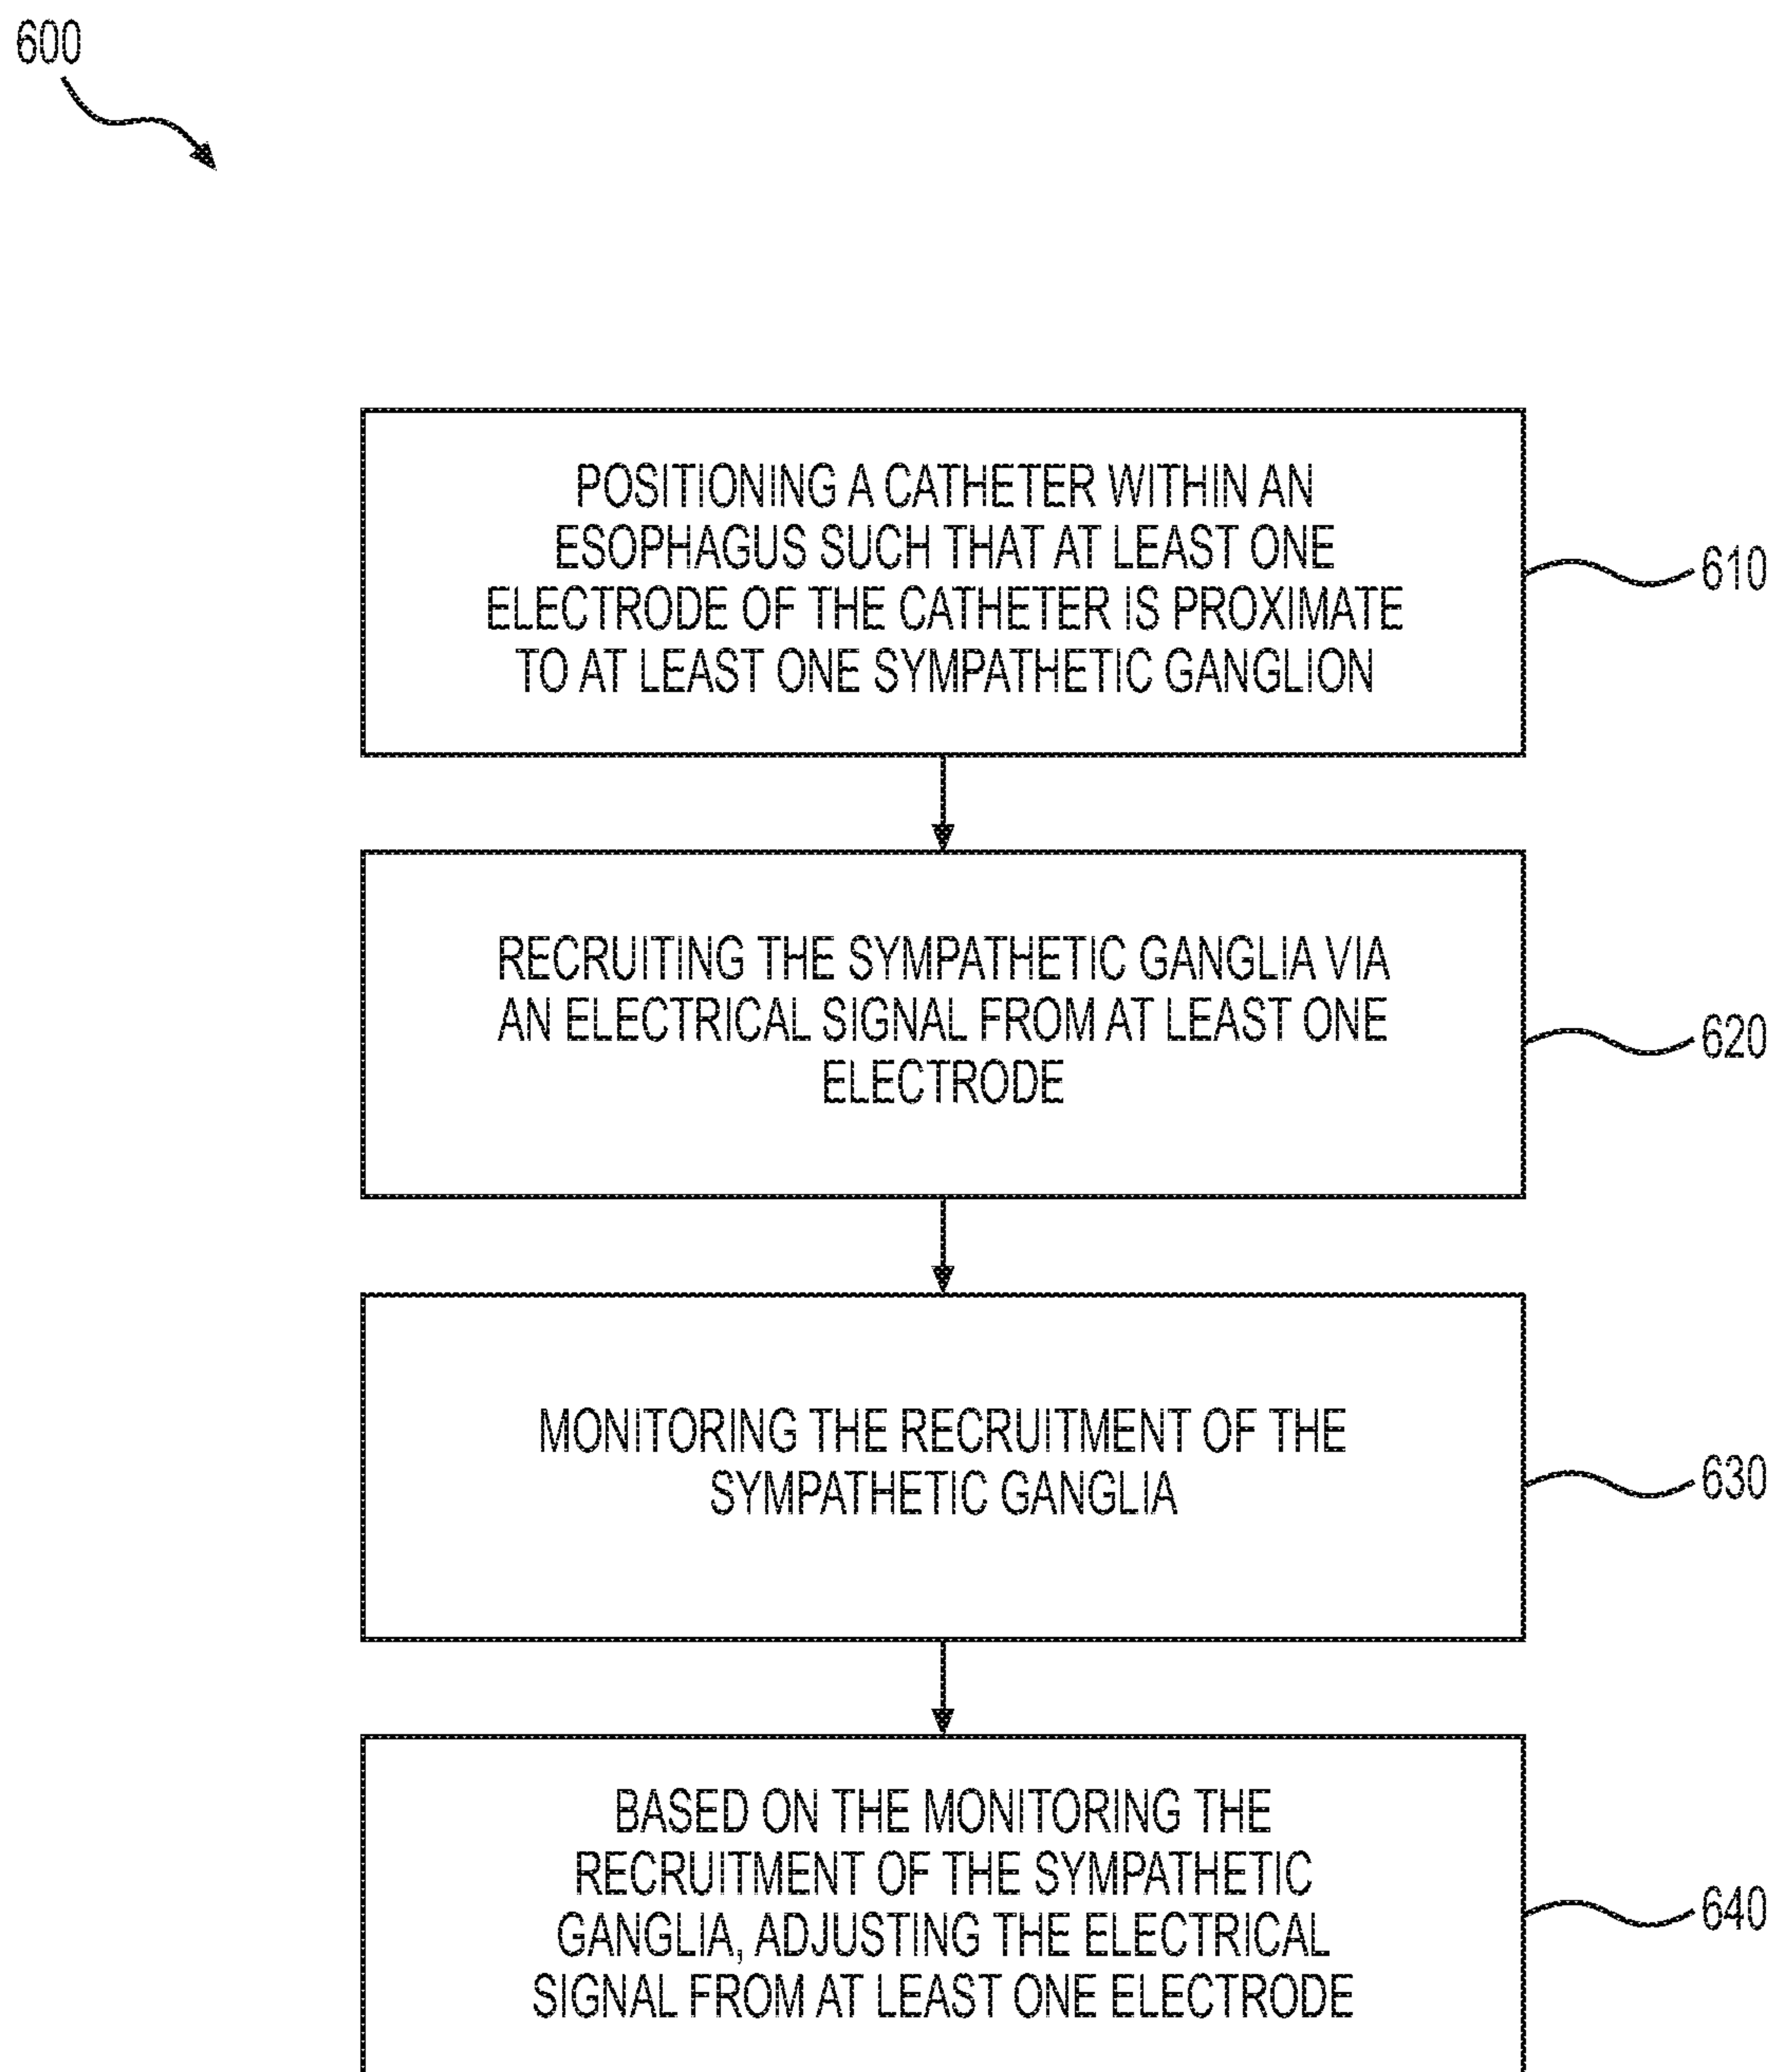 600
POSITIONING A CATHETER WITHIN AN
ESOPHAGUS SUCH THAT AT LEAST ONE
ELECTRODE OF THE CATHETER IS PROXIMATE
TO AT LEAST ONE SYMPATHETIC GANGLION
610
RECRUITING THE SYMPATHETIC GANGLIA VIA
AN ELECTRICAL SIGNAL FROM AT LEAST ONE
ELECTRODE
620
MONITORING THE RECRUITMENT OF THE
SYMPATHETIC GANGLIA
630
BASED ON THE MONITORING THE
RECRUITMENT OF THE SYMPATHETIC
GANGLIA, ADJUSTING THE ELECTRICAL
SIGNAL FROM AT LEAST ONE ELECTRODE
640